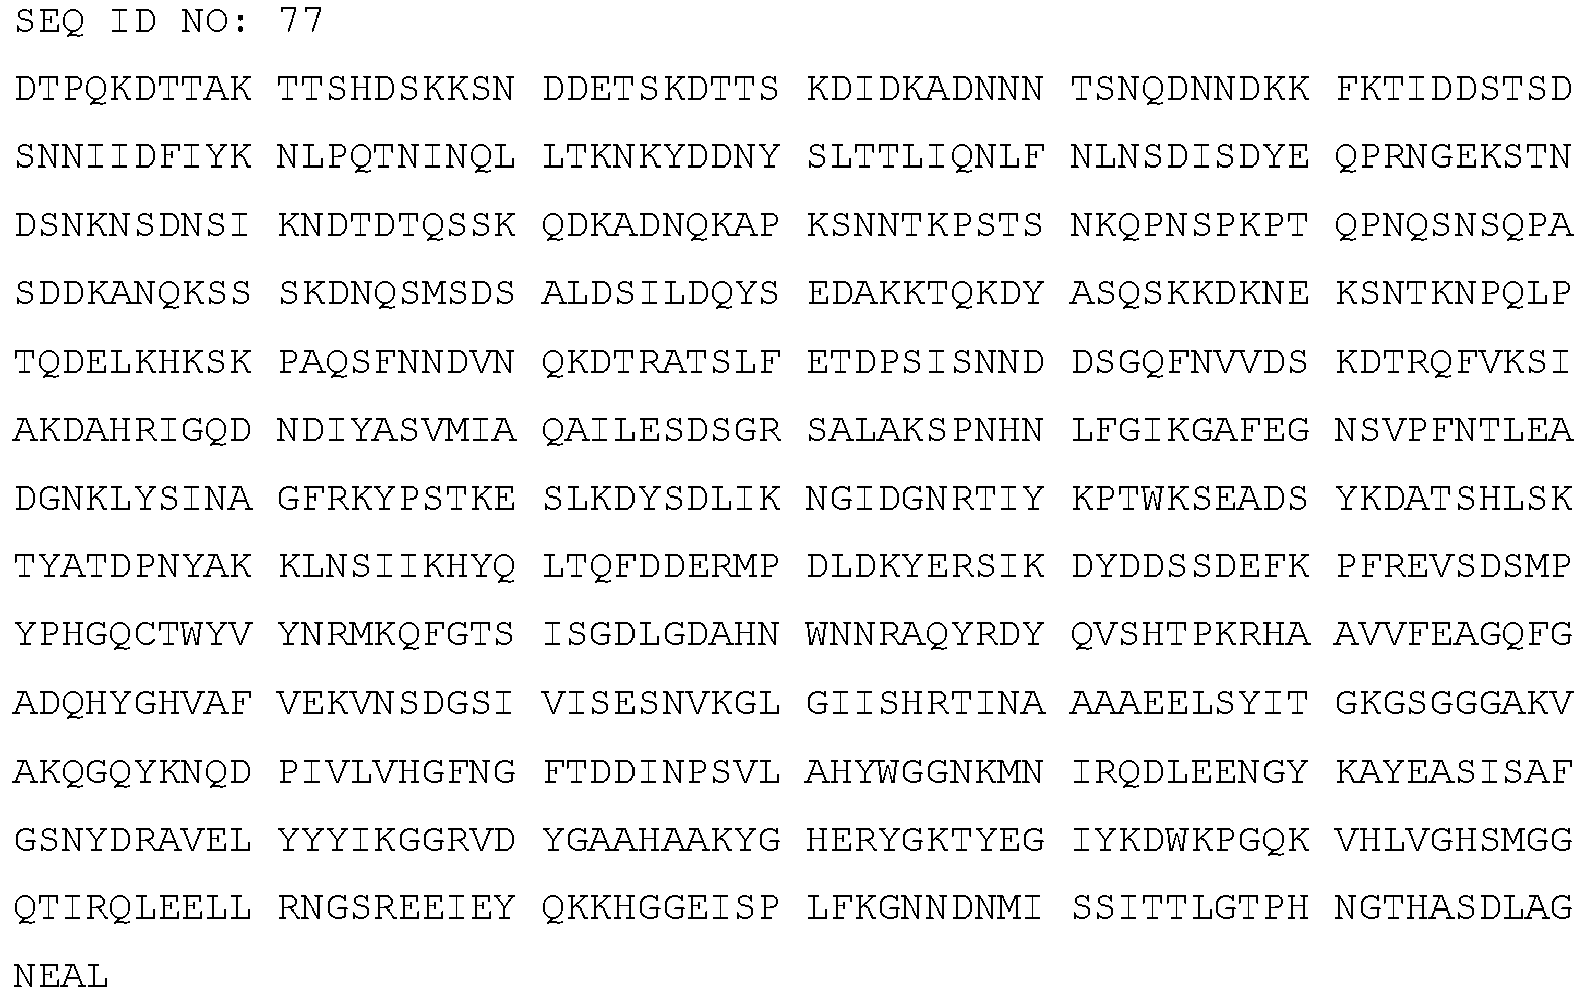 SEQ ID NO: 77
DTPQKDTTAK TTSHDSKKSN DDETSKDTTS KDIDKADNNN TSNQDNNDKK FKTIDDSTSD
SNNIIDFIYK NLPQTNINQL LTKNKYDDNY SLTTLIQNLF NLNSDISDYE QPRNGEKSTN
DSNKNSDNSI KNDTDTQSSK QDKADNQKAP KSNNTKPSTS NKQPNSPKPT QPNQSNSQPA
SDDKANQKSS SKDNQSMSDS ALDSILDQYS EDAKKTQKDY ASQSKKDKNE KSNTKNPQLP
TQDELKHKSK PAQSFNNDVN QKDTRATSLF ETDPSISNND DSGQFNVVDS KDTRQFVKSI
AKDAHRIGQD NDIYASVMIA QAILESDSGR SALAKSPNHN LFGIKGAFEG NSVPFNTLEA
DGNKLYSINA GFRKYPSTKE SLKDYSDLIK NGIDGNRTIY KPTWKSEADS YKDATSHLSK
TYATDPNYAK KLNSIIKHYQ LTQFDDERMP DLDKYERSIK DYDDSSDEFK PFREVSDSMP
YPHGQCTWYV YNRMKQFGTS ISGDLGDAHN WNNRAQYRDY QVSHTPKRHA AVVFEAGQFG
ADQHYGHVAF VEKVNSDGSI VISESNVKGL GIISHRTINA AAAEELSYIT GKGSGGGAKV
AKQGQYKNQD PIVLVHGFNG FTDDINPSVL AHYWGGNKMN IRQDLEENGY KAYEASISAF
GSNYDRAVEL YYYIKGGRVD YGAAHAAKYG HERYGKTYEG IYKDWKPGQK VHLVGHSMGG
QTIRQLEELL RNGSREEIEY QKKHGGEISP LFKGNNDNMI SSITTLGTPH NGTHASDLAG
NEAL